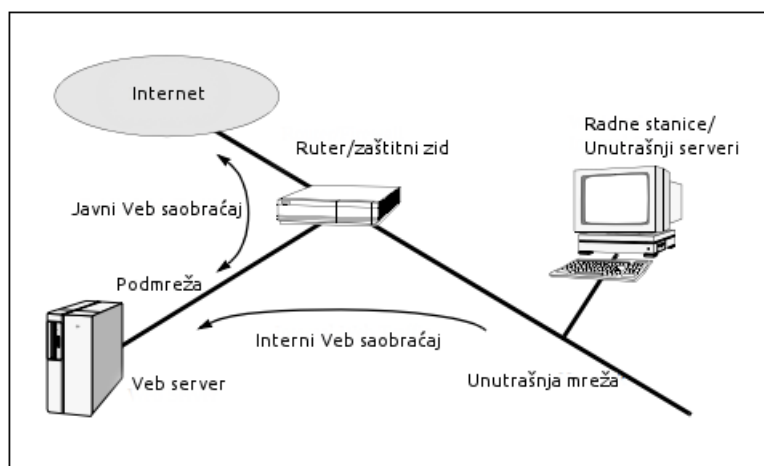 Internet
Radne stanice/
Unutrašnji serveri
Ruter/zaštitni zid
Javni Veb saobraćaj
Podmreža
Interni Veb saobraćaj
Veb server
Unutrašnja mreža